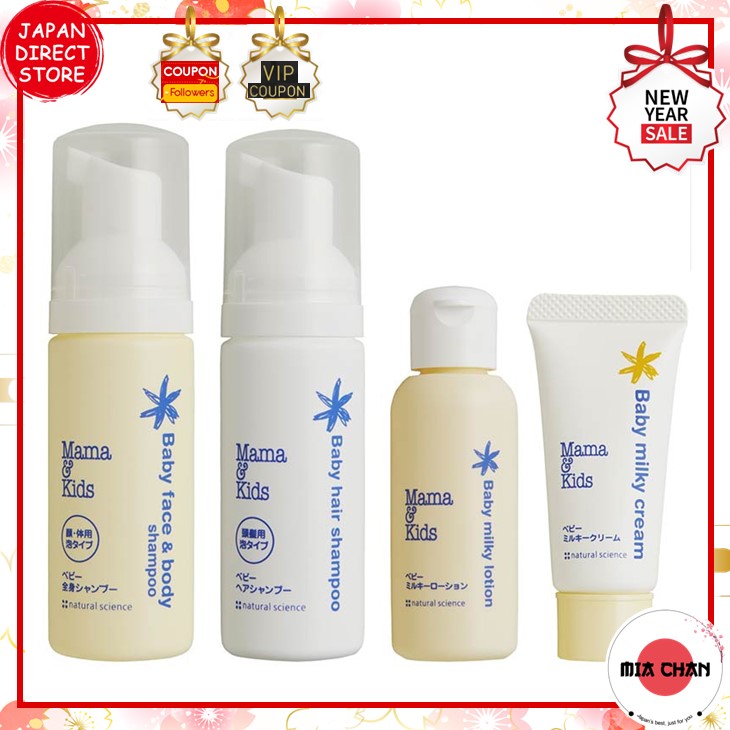 JAPAN
DIRECT
STORE
COUPON
Followers
VIP
COUPON
NEW
YEAR
SALE
Mama
&
Kids
Baby face & body
shampoo
顔・体用
泡タイプ
ベビー
全身シャンプー
natural science
Mama
&
Kids
Baby hair shampoo
頭髪用
泡タイプ
ベビー
ヘアシャンプー
natural science
Mama
&
Kids
Baby milky lotion
ベビー
ミルキーローション
natural science
Mama
&
Kids
Baby milky cream
ベビー
ミルキークリーム
natural science
MIA CHAN
Japan's best, just for you